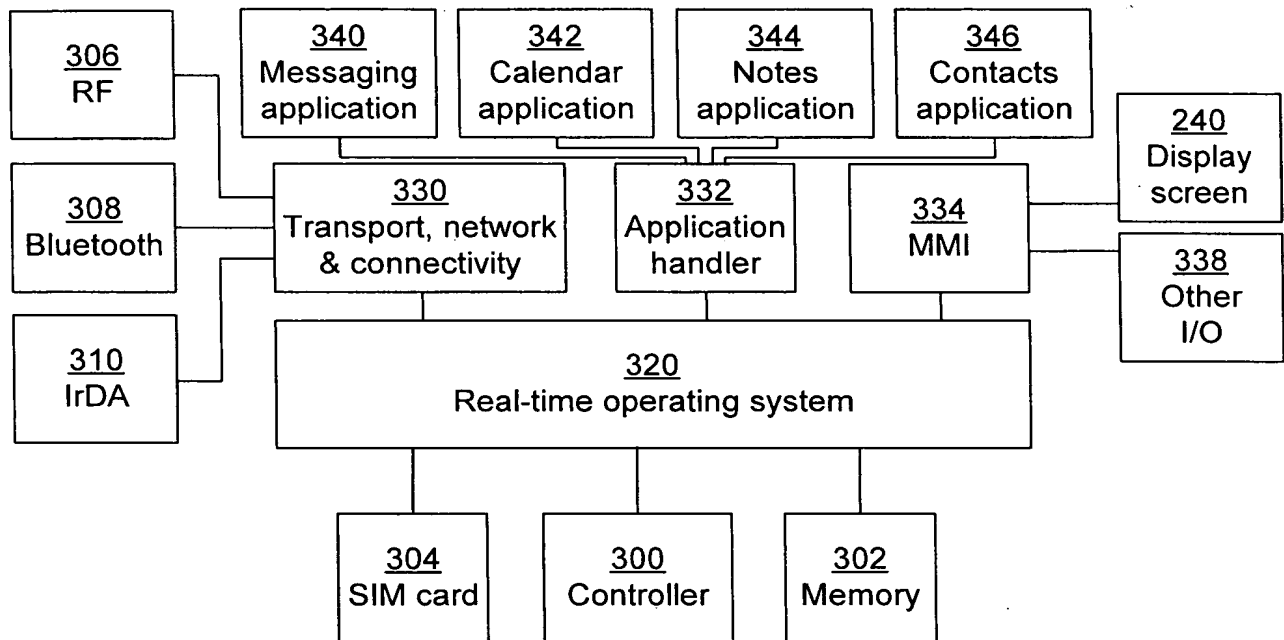 306
RF
340
Messaging
application
342
Calendar
application
344
Notes
application
346
Contacts
application
240
Display
screen
308
Bluetooth
330
Transport, network
& connectivity
332
Application
handler
334
MMI
338
Other
I/O
310
IrDA
320
Real-time operating system
304
SIM card
300
Controller
302
Memory